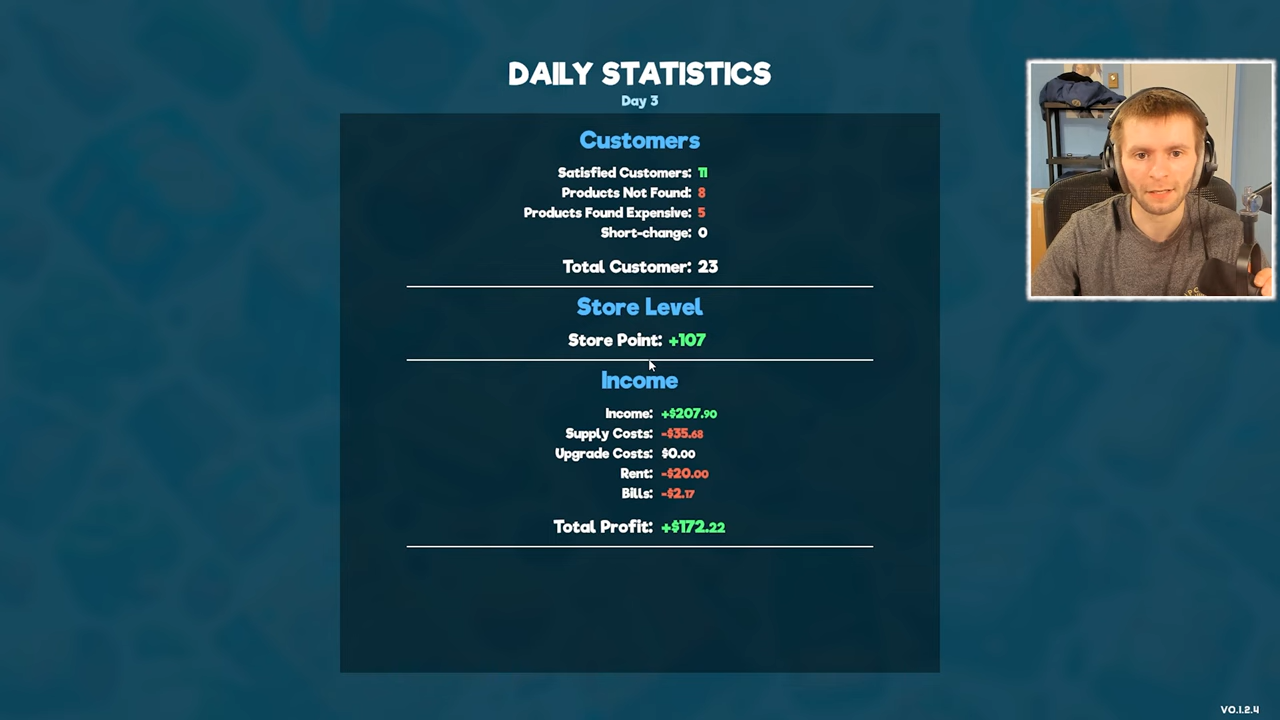 DAILY STATISTICS
Day 3
Customers
Satisfied Customers: 11
Products Not Found: 8
Products Found Expensive: 5
Short-change: 0
Total Customer: 23
Store Level
Store Point: +107
Income
Income: +$207.90
Supply Costs: -$35.68
Upgrade Costs: $0.00
Rent: -$20.00
Bills: -$2.17
Total Profit: +$172.22
V0.1.2.4